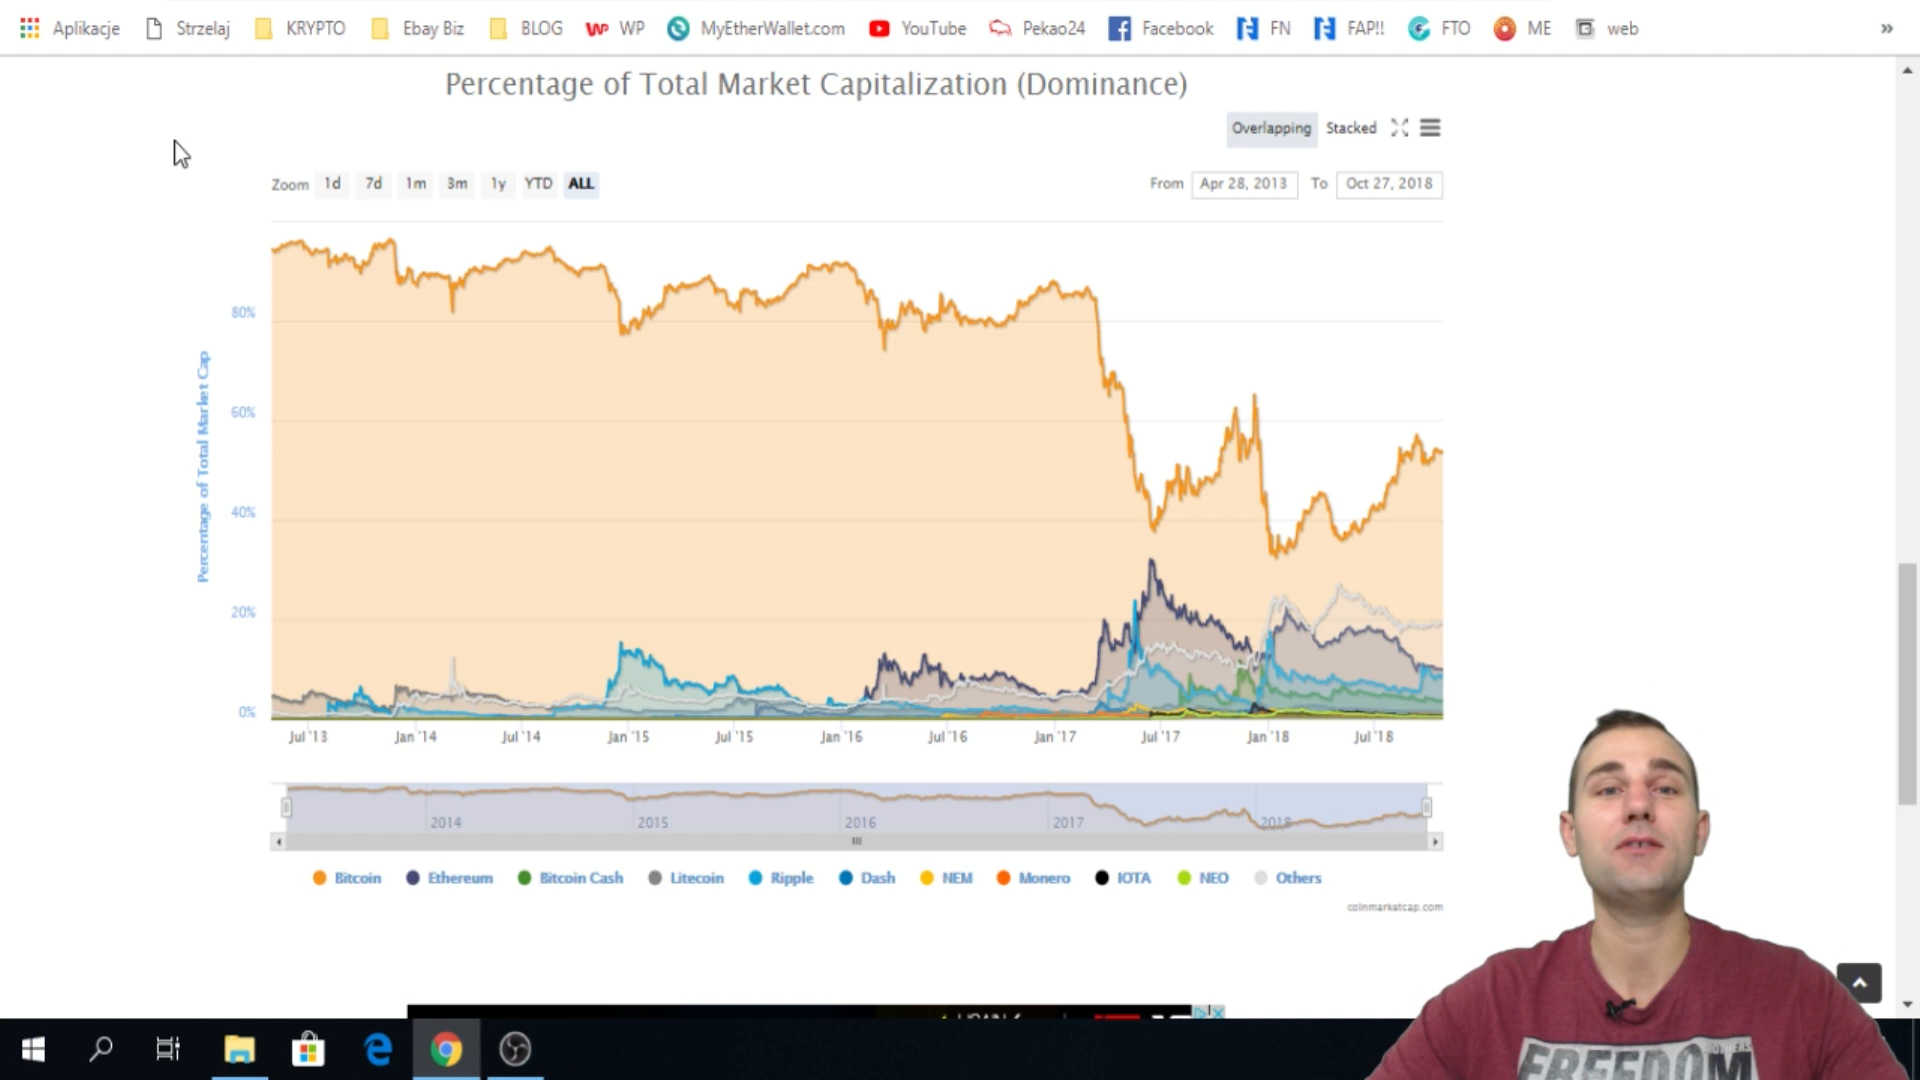 Aplikacje Strzelaj KRYPTO Ebay Biz BLOG WP WP MyEtherWallet.com YouTube Pekao24 Facebook FN FAP!! FTO ME web »
Percentage of Total Market Capitalization (Dominance)
Overlapping Stacked
Zoom 1d 7d 1m 3m 1y YTD ALL
From Apr 28, 2013 To Oct 27, 2018
Percentage of Total Market Cap
80%
60%
40%
20%
0%
Jul '13 Jan '14 Jul '14 Jan '15 Jul '15 Jan '16 Jul '16 Jan '17 Jul '17 Jan '18 Jul '18
2014 2015 2016 2017 2018
Bitcoin Ethereum Bitcoin Cash Litecoin Ripple Dash NEM Monero IOTA NEO Others
coinmarketcap.com
FREEDOM